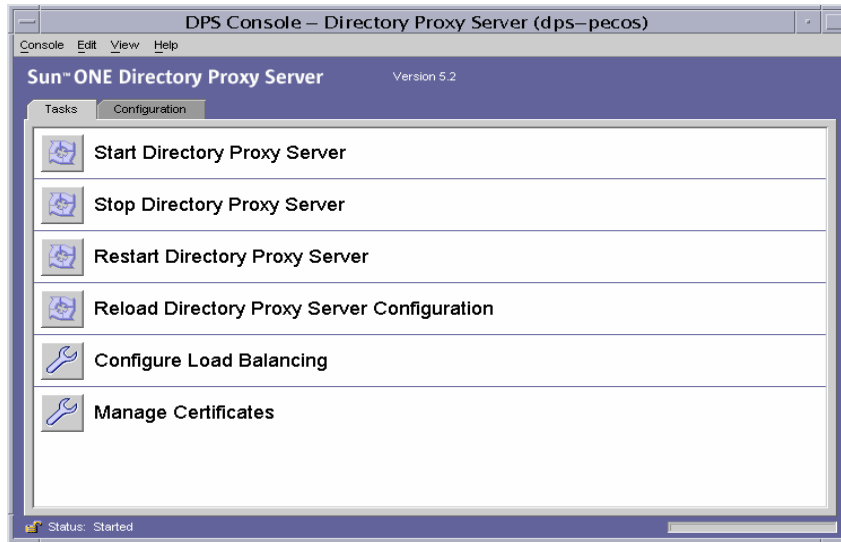 DPS Console – Directory Proxy Server (dps–pecos)
Console Edit View Help
Sun™ ONE Directory Proxy Server Version 5.2
Tasks Configuration
Start Directory Proxy Server
Stop Directory Proxy Server
Restart Directory Proxy Server
Reload Directory Proxy Server Configuration
Configure Load Balancing
Manage Certificates
Status: Started